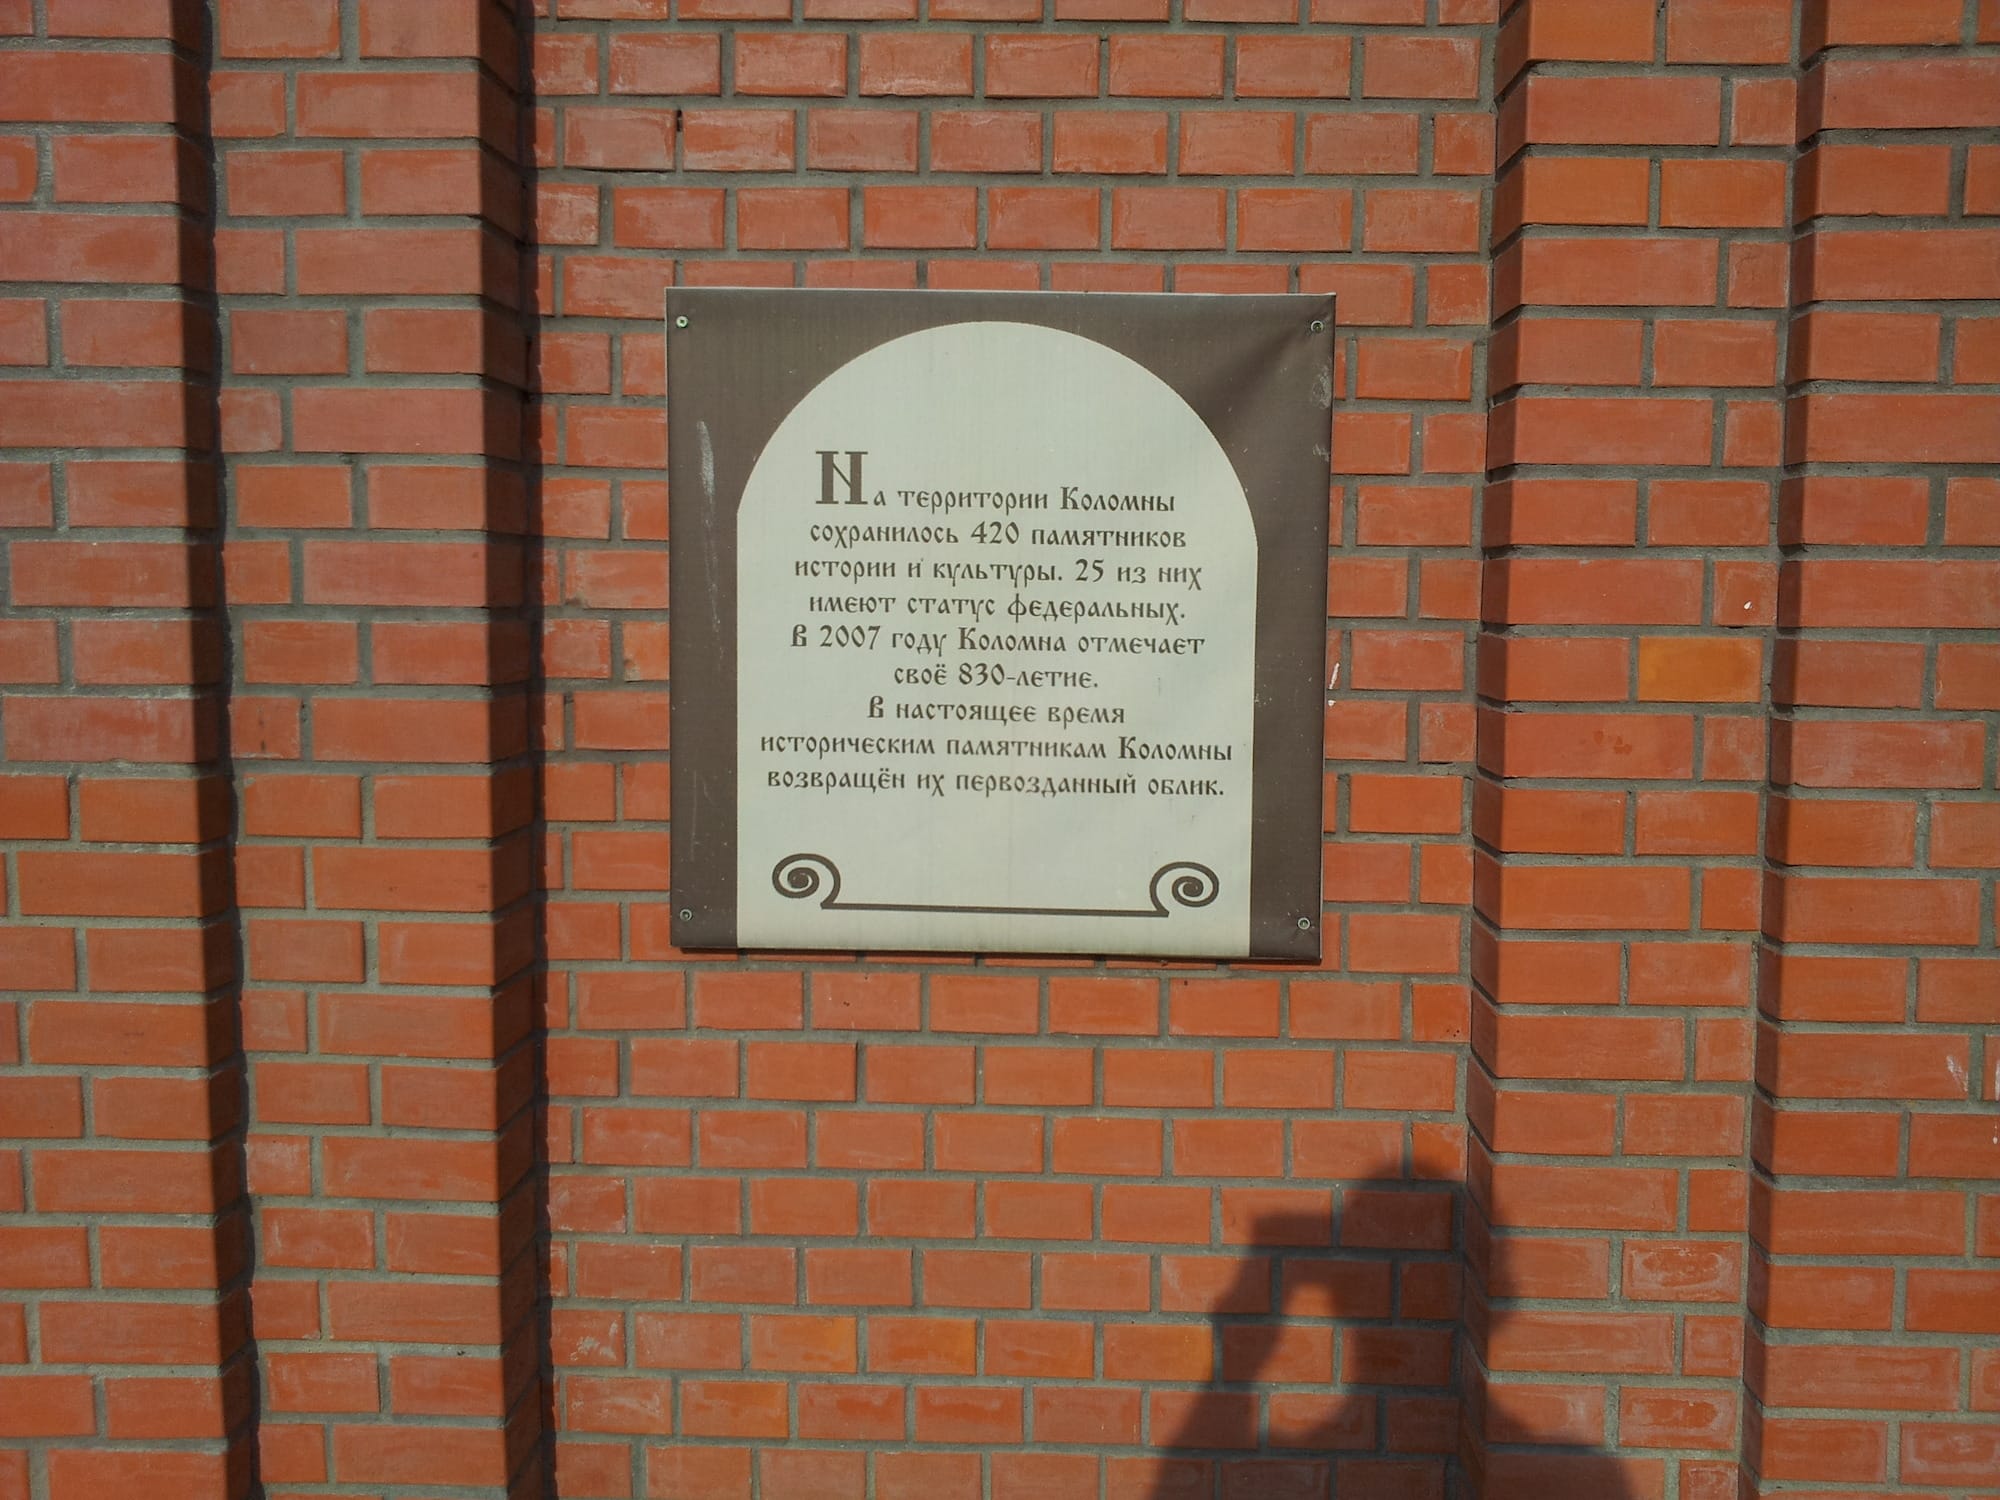 На территории Коломны
сохранилось 420 памятников
истории и культуры. 25 из них
имеют статус федеральных.
В 2007 году Коломна отмечает
своё 830-летие.
В настоящее время
историческим памятникам Коломны
возвращён их первозданный облик.